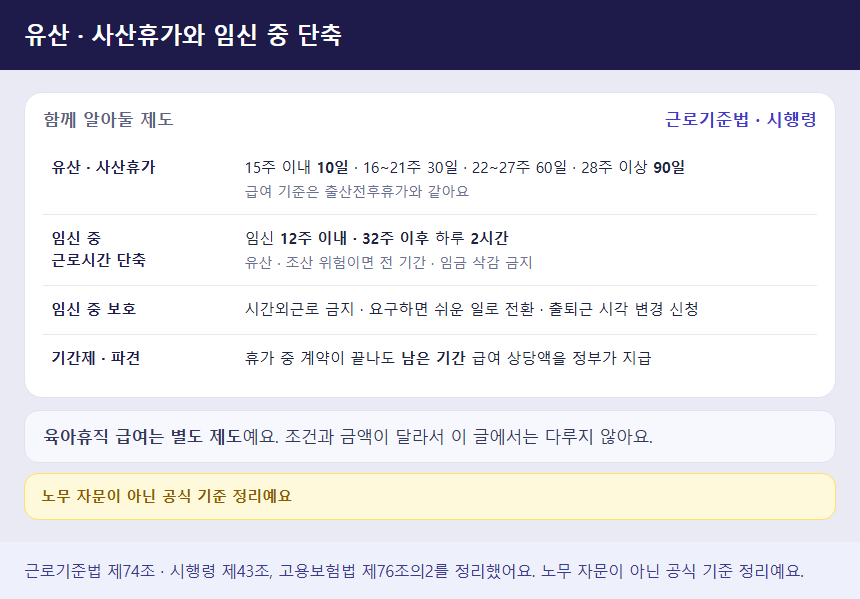 유산 · 사산휴가와 임신 중 단축
함께 알아둘 제도
근로기준법 · 시행령
유산 · 사산휴가
15주 이내 10일 · 16~21주 30일 · 22~27주 60일 · 28주 이상 90일
급여 기준은 출산전후휴가와 같아요
임신 중
근로시간 단축
임신 12주 이내 · 32주 이후 하루 2시간
유산 · 조산 위험이면 전 기간 · 임금 삭감 금지
임신 중 보호
시간외근로 금지 · 요구하면 쉬운 일로 전환 · 출퇴근 시각 변경 신청
기간제 · 파견
휴가 중 계약이 끝나도 남은 기간 급여 상당액을 정부가 지급
육아휴직 급여는 별도 제도예요. 조건과 금액이 달라서 이 글에서는 다루지 않아요.
노무 자문이 아닌 공식 기준 정리예요
근로기준법 제74조 · 시행령 제43조, 고용보험법 제76조의2를 정리했어요. 노무 자문이 아닌 공식 기준 정리예요.